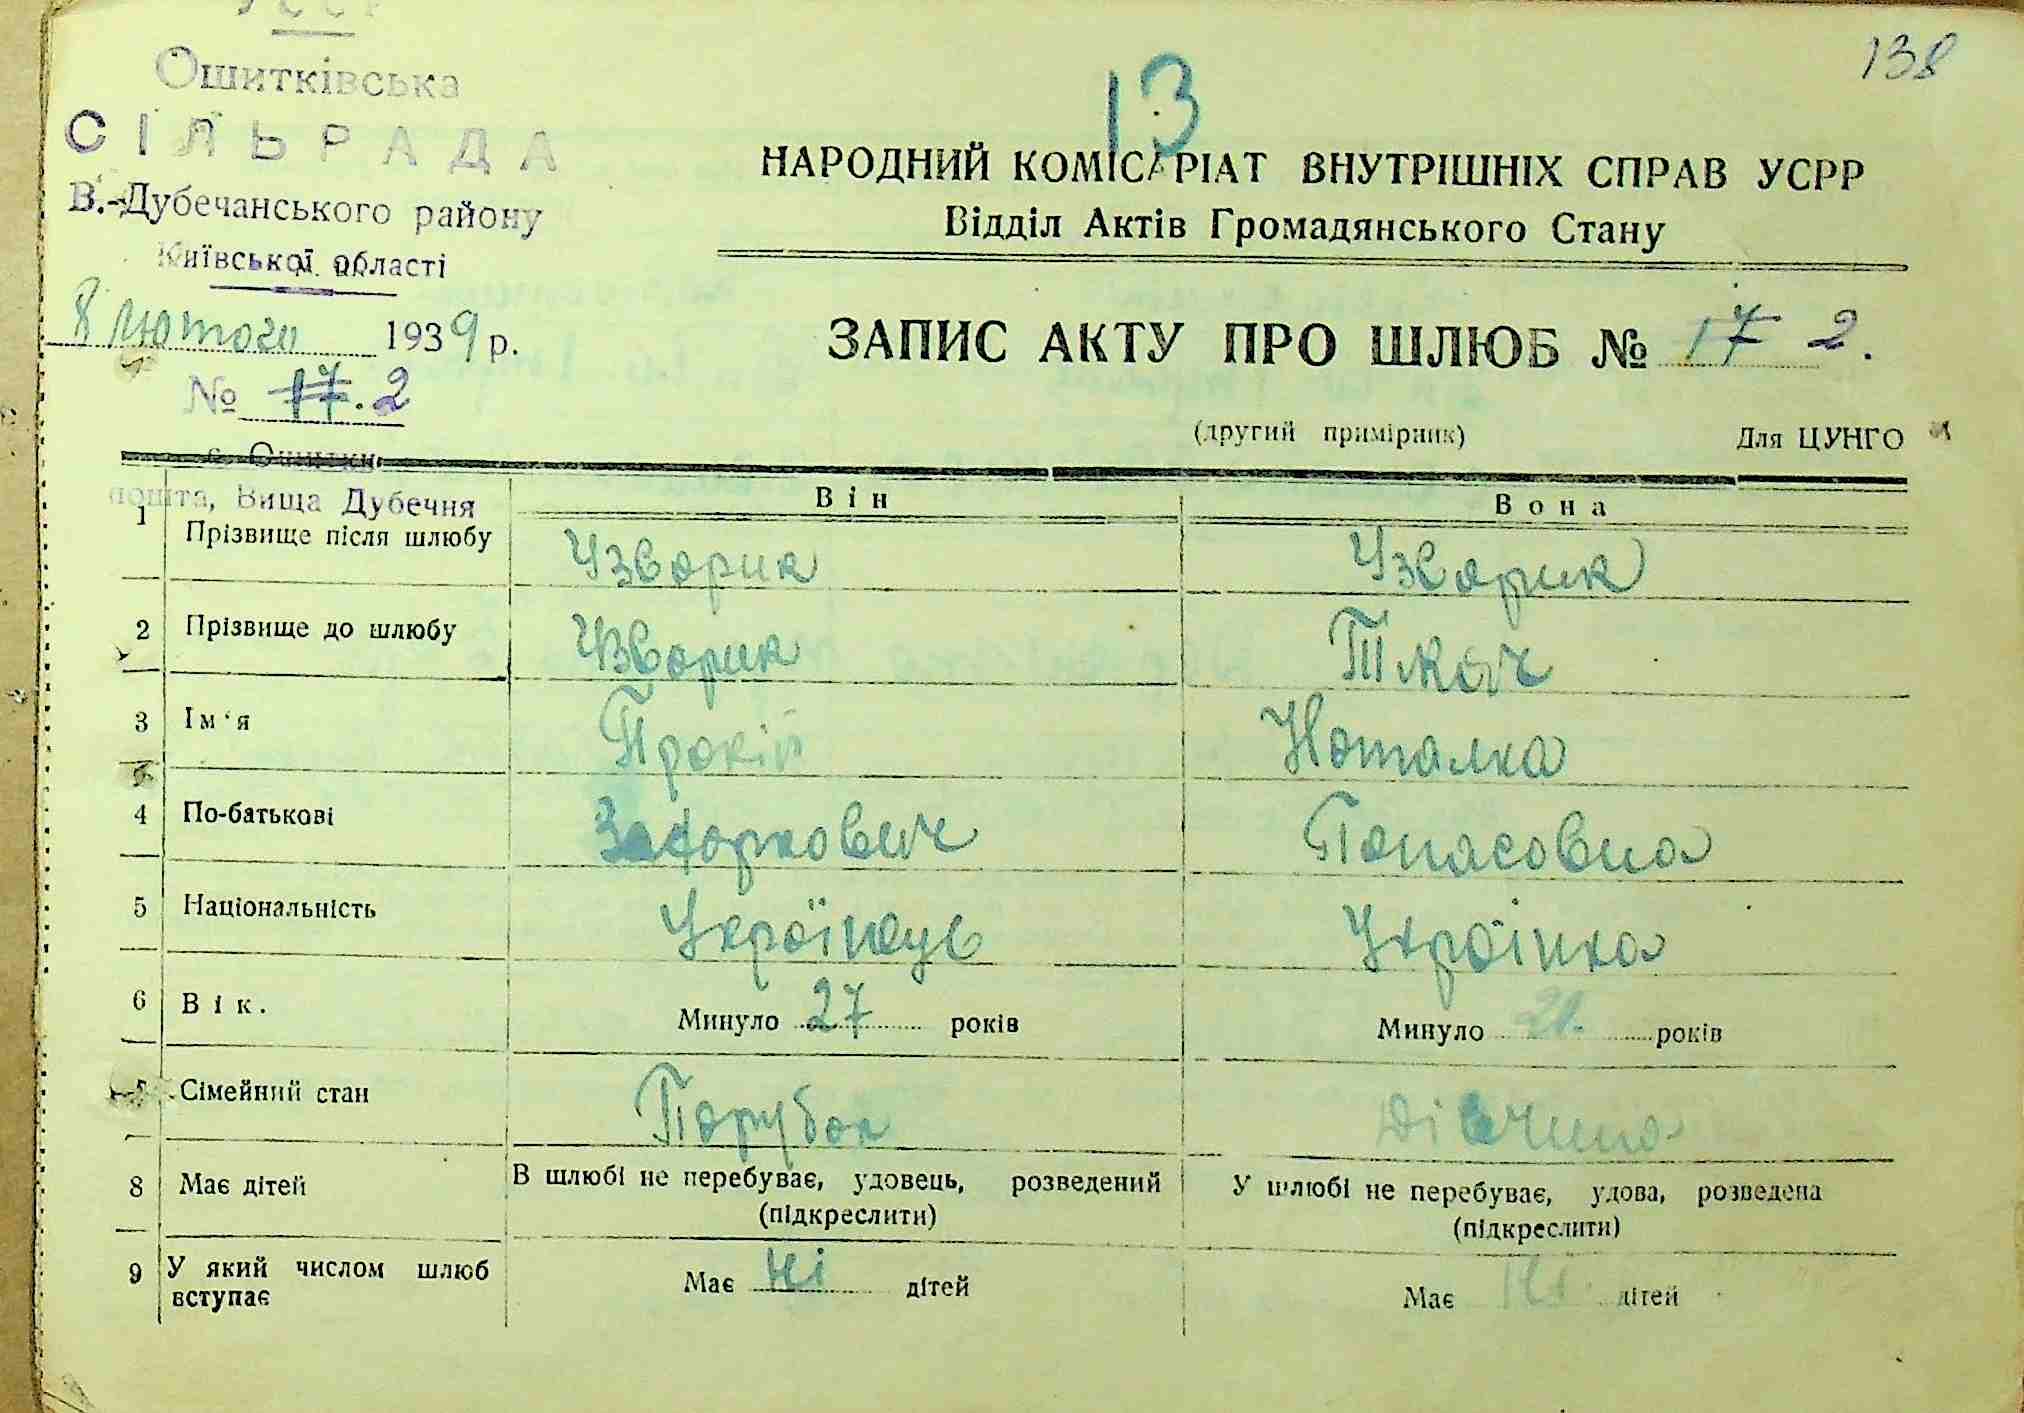 УССР
Ошитківська
СІЛЬРАДА
В.-Дубечанського району
Київської області
8 лютого 1939 р.
№ 17. 2
с. Ошитки
пошта, Вища Дубечня
138
13
НАРОДНИЙ КОМІСАРІАТ ВНУТРІШНІХ СПРАВ УСРР
Відділ Актів Громадянського Стану
ЗАПИС АКТУ ПРО ШЛЮБ № 17 2.
(другий примірник) Для ЦУНГО
Він Вона
1 Прізвище після шлюбу Узворик Узворик
2 Прізвище до шлюбу Узворик Ткач
3 Ім'я Прокіп Наталка
4 По-батькові Захаркович Панасовна
5 Національність Українець Українка
6 Вік. Минуло 27 років Минуло 21. років
Сімейний стан Парубок Дівчина
8 Має дітей В шлюбі не перебуває, удовець, розведений У шлюбі не перебуває, удова, розведена
(підкреслити) (підкреслити)
9 У який числом шлюб Має ні дітей Має ні дітей
вступає